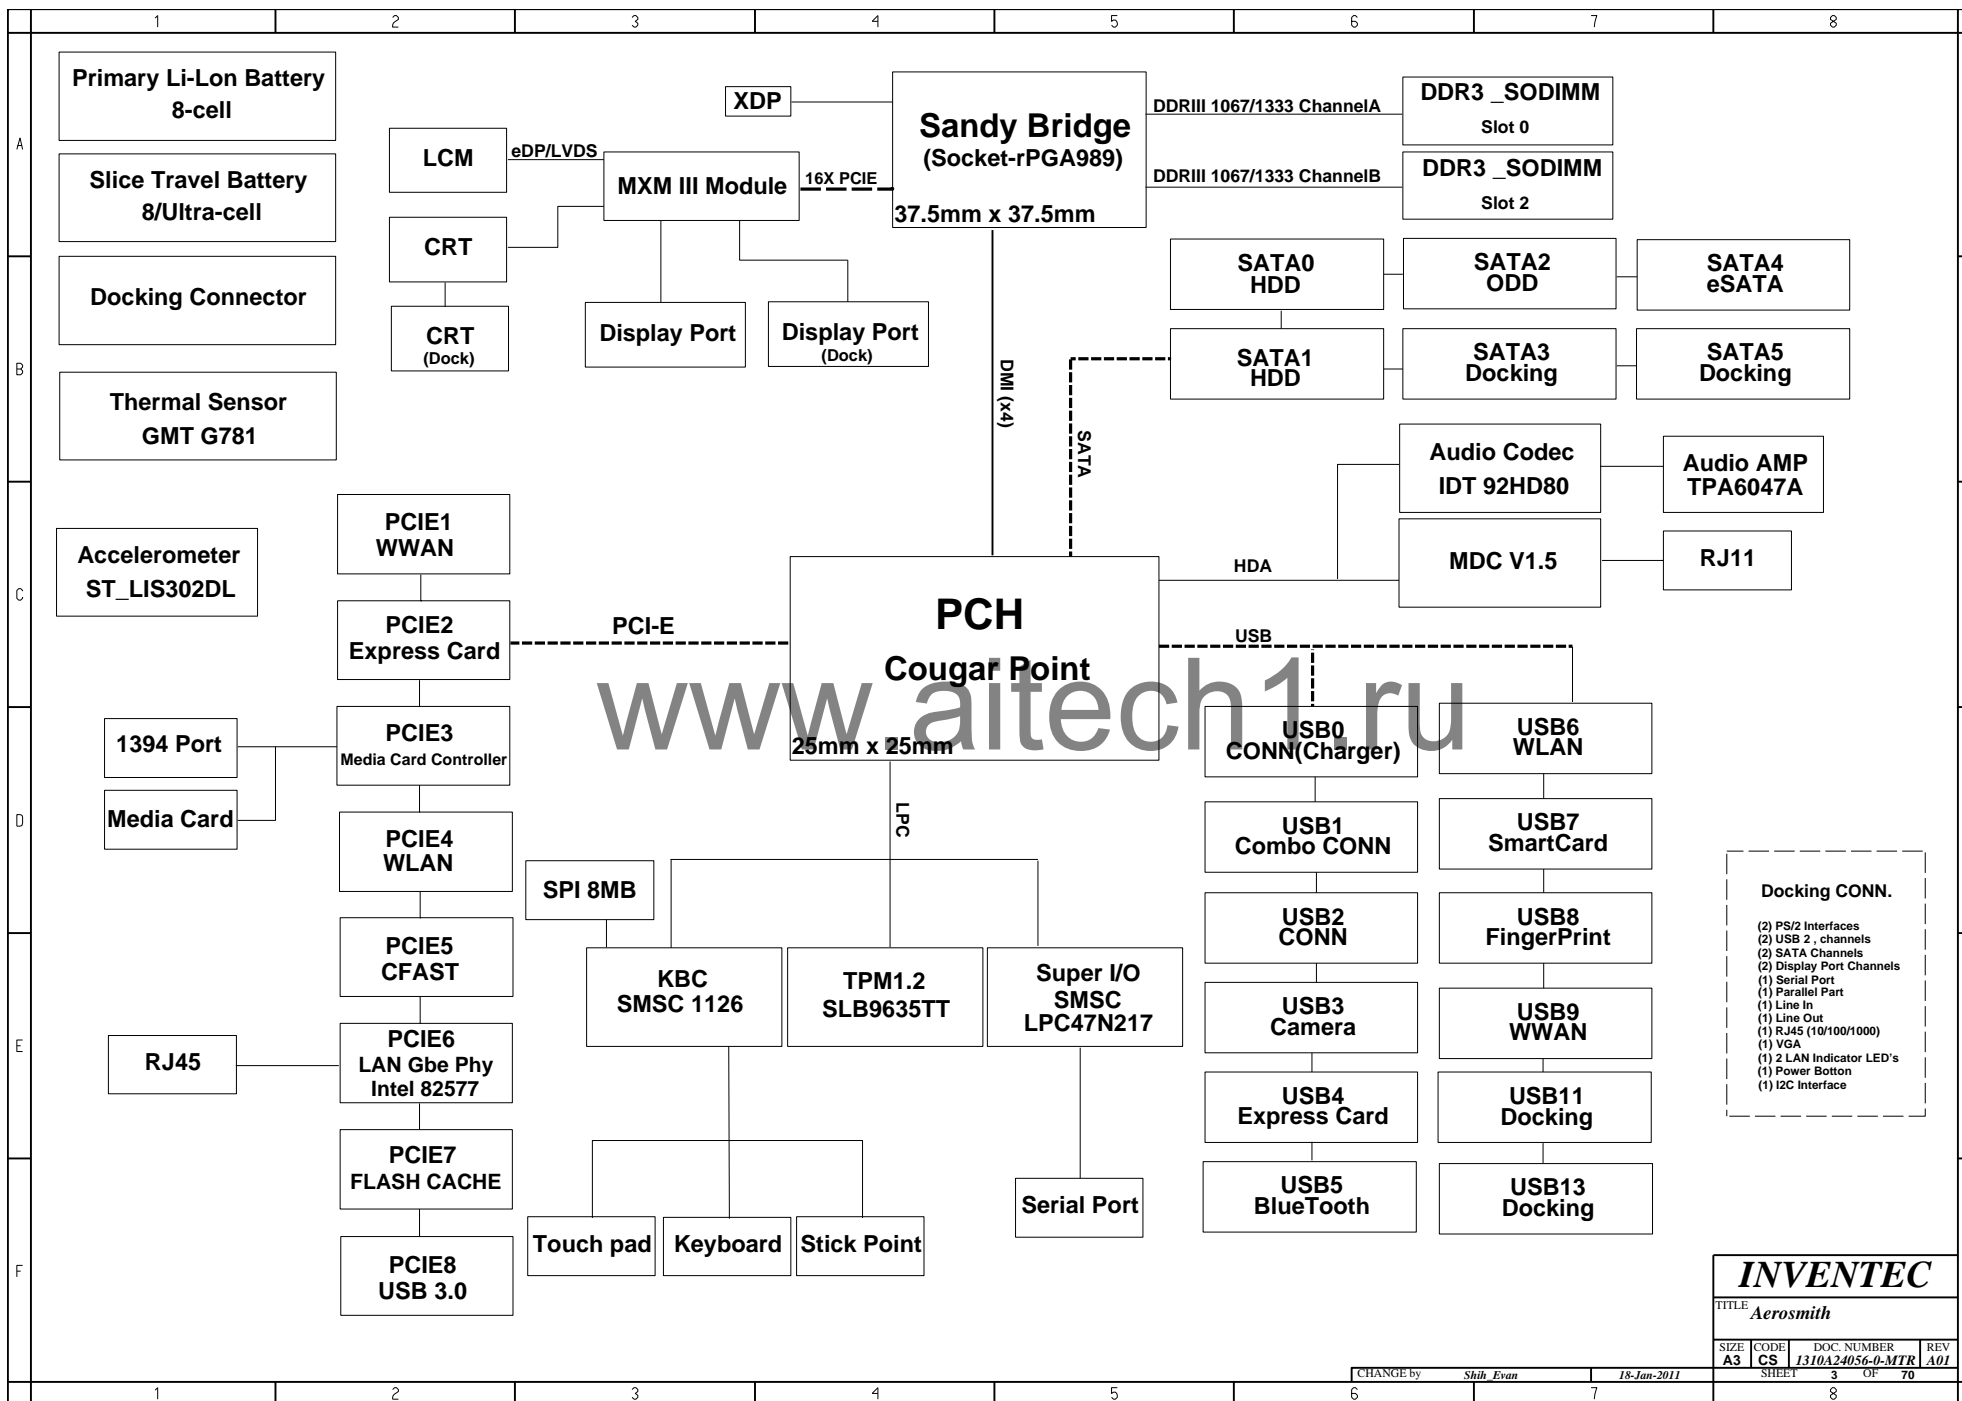 1 2 3 4 5 6 7 8
A
B
C
D
E
F
Primary Li-Lon Battery
8-cell
Slice Travel Battery
8/Ultra-cell
Docking Connector
Thermal Sensor
GMT G781
Accelerometer
ST_LIS302DL
XDP
LCM
eDP/LVDS
MXM III Module
16X PCIE
CRT
CRT
(Dock)
Display Port
Display Port
(Dock)
Sandy Bridge
(Socket-rPGA989)
37.5mm x 37.5mm
DDRIII 1067/1333 ChannelA
DDR3 _SODIMM
Slot 0
DDRIII 1067/1333 ChannelB
DDR3 _SODIMM
Slot 2
DMI (x4)
SATA
SATA0
HDD
SATA2
ODD
SATA4
eSATA
SATA1
HDD
SATA3
Docking
SATA5
Docking
Audio Codec
IDT 92HD80
Audio AMP
TPA6047A
HDA
MDC V1.5
RJ11
PCH
Cougar Point
25mm x 25mm
PCI-E
USB
LPC
www.aitech1.ru
PCIE1
WWAN
PCIE2
Express Card
PCIE3
Media Card Controller
1394 Port
Media Card
PCIE4
WLAN
PCIE5
CFAST
PCIE6
LAN Gbe Phy
Intel 82577
RJ45
PCIE7
FLASH CACHE
PCIE8
USB 3.0
SPI 8MB
KBC
SMSC 1126
TPM1.2
SLB9635TT
Super I/O
SMSC
LPC47N217
Touch pad
Keyboard
Stick Point
Serial Port
USB0
CONN(Charger)
USB1
Combo CONN
USB2
CONN
USB3
Camera
USB4
Express Card
USB5
BlueTooth
USB6
WLAN
USB7
SmartCard
USB8
FingerPrint
USB9
WWAN
USB11
Docking
USB13
Docking
Docking CONN.
(2) PS/2 Interfaces
(2) USB 2 , channels
(2) SATA Channels
(2) Display Port Channels
(1) Serial Port
(1) Parallel Part
(1) Line In
(1) Line Out
(1) RJ45 (10/100/1000)
(1) VGA
(1) 2 LAN Indicator LED's
(1) Power Botton
(1) I2C Interface
INVENTEC
TITLE Aerosmith
SIZE CODE DOC. NUMBER REV
A3 CS 1310A24056-0-MTR A01
CHANGE by Shih_Evan 18-Jan-2011 SHEET 3 OF 70
1 2 3 4 5 6 7 8